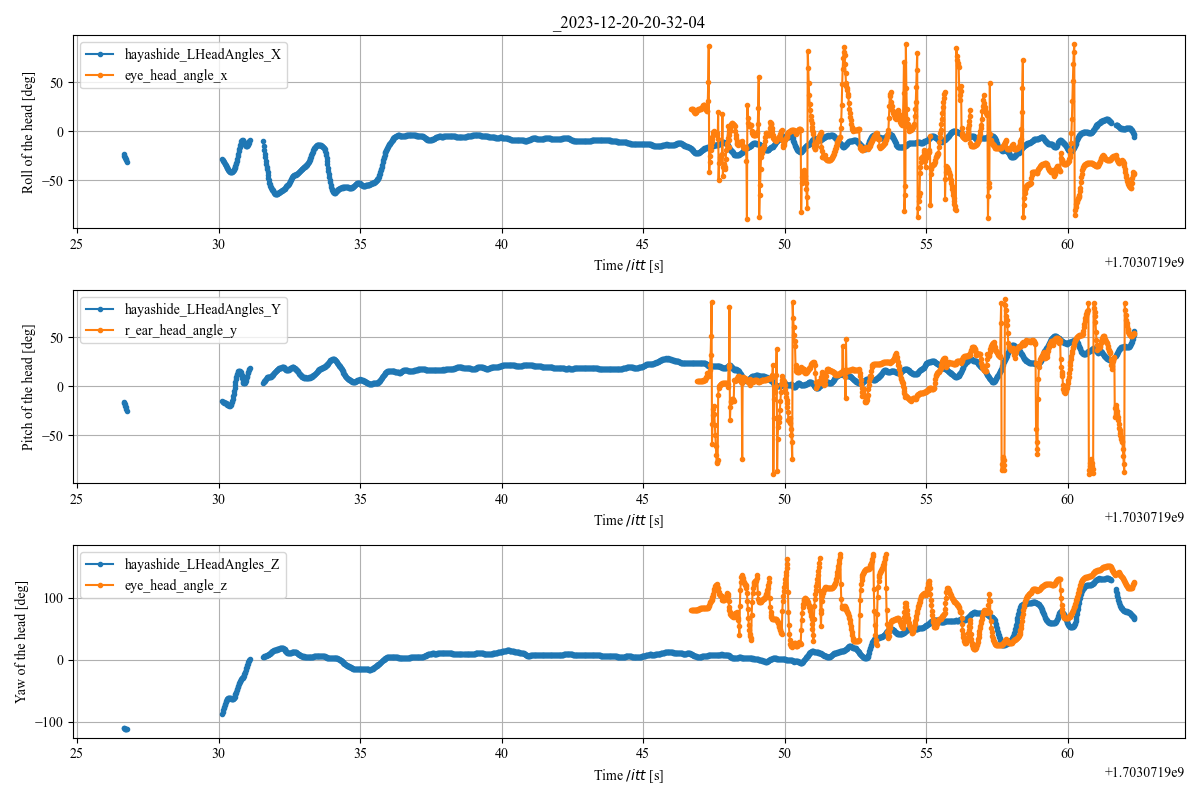 _2023-12-20-20-32-04
hayashide_LHeadAngles_X
eye_head_angle_x
Roll of the head [deg]
50
0
−50
25 30 35 40 45 50 55 60
Time /itt [s]
+1.7030719e9
hayashide_LHeadAngles_Y
r_ear_head_angle_y
Pitch of the head [deg]
50
0
−50
25 30 35 40 45 50 55 60
Time /itt [s]
+1.7030719e9
hayashide_LHeadAngles_Z
eye_head_angle_z
Yaw of the head [deg]
100
0
−100
25 30 35 40 45 50 55 60
Time /itt [s]
+1.7030719e9